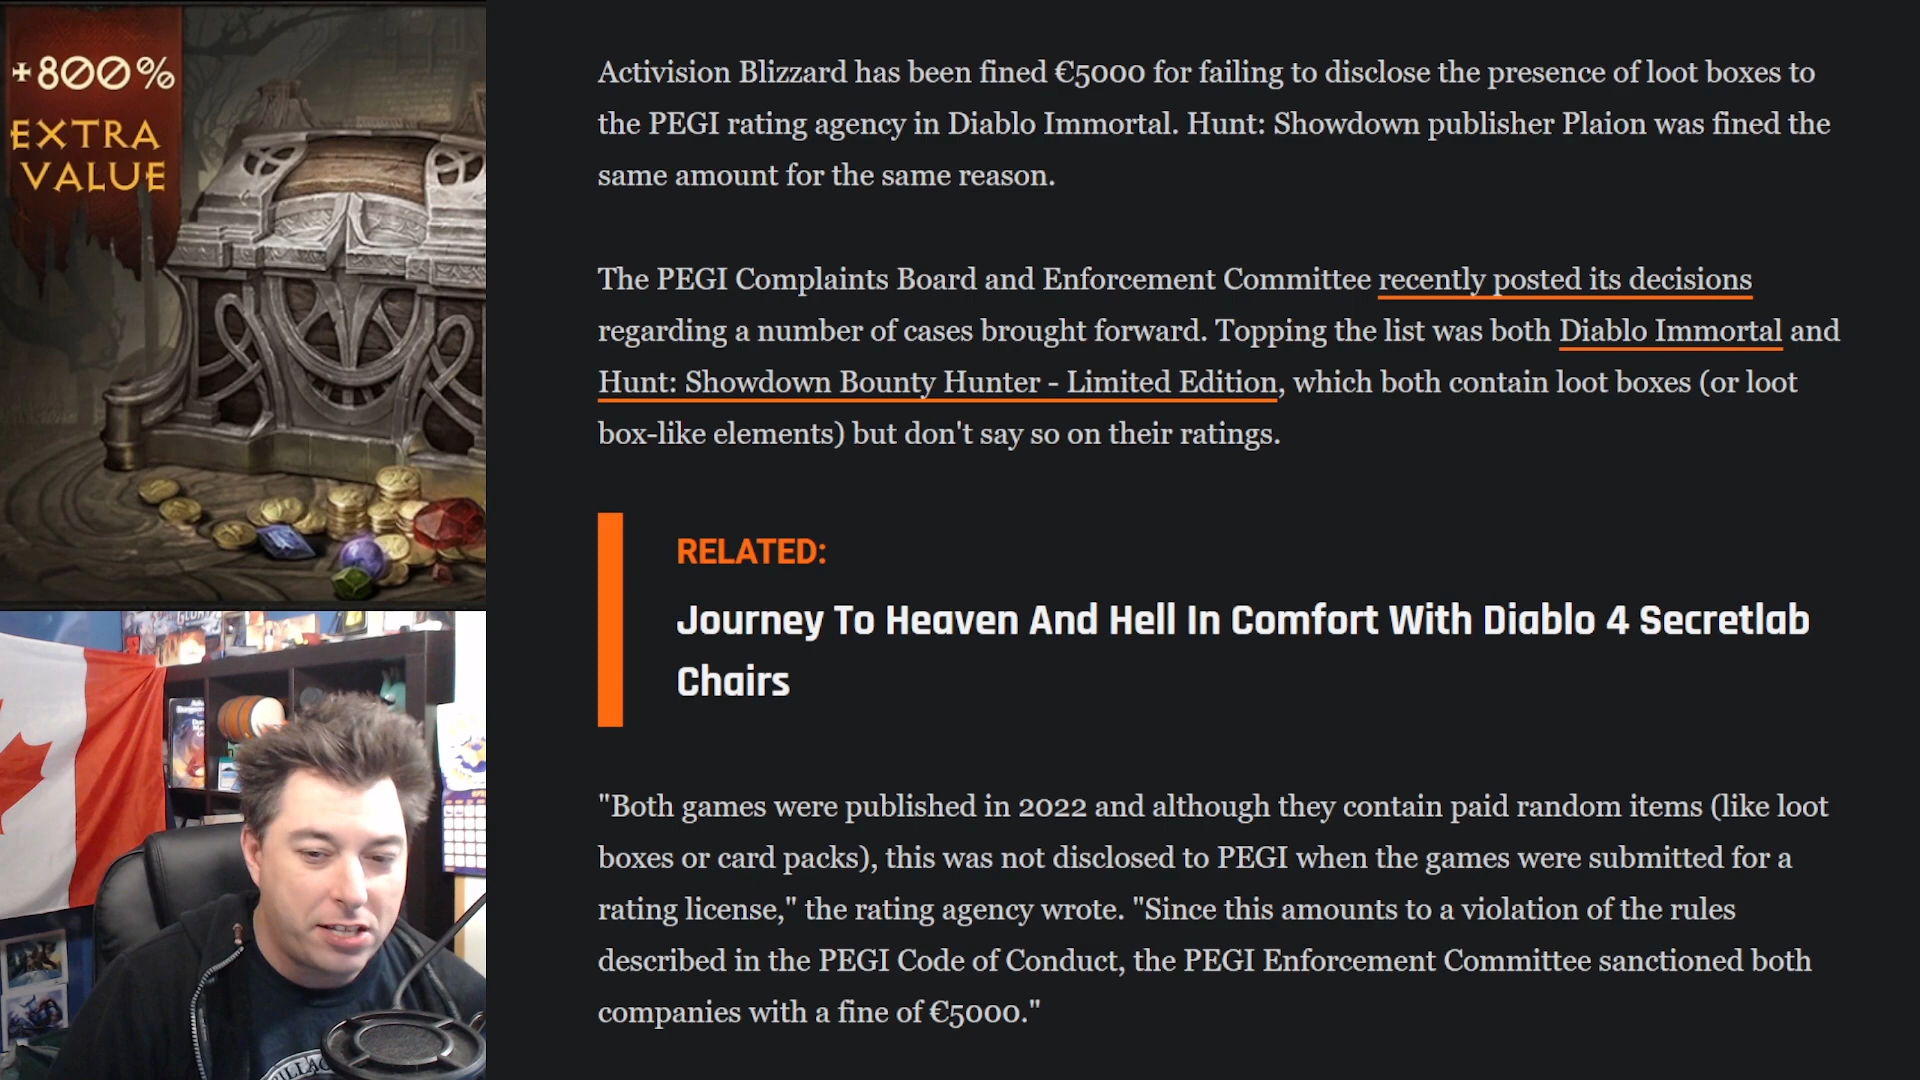 +800%
EXTRA
VALUE
Activision Blizzard has been fined €5000 for failing to disclose the presence of loot boxes to
the PEGI rating agency in Diablo Immortal. Hunt: Showdown publisher Plaion was fined the
same amount for the same reason.
The PEGI Complaints Board and Enforcement Committee recently posted its decisions
regarding a number of cases brought forward. Topping the list was both Diablo Immortal and
Hunt: Showdown Bounty Hunter - Limited Edition, which both contain loot boxes (or loot
box-like elements) but don't say so on their ratings.
RELATED:
Journey To Heaven And Hell In Comfort With Diablo 4 Secretlab
Chairs
"Both games were published in 2022 and although they contain paid random items (like loot
boxes or card packs), this was not disclosed to PEGI when the games were submitted for a
rating license," the rating agency wrote. "Since this amounts to a violation of the rules
described in the PEGI Code of Conduct, the PEGI Enforcement Committee sanctioned both
companies with a fine of €5000."